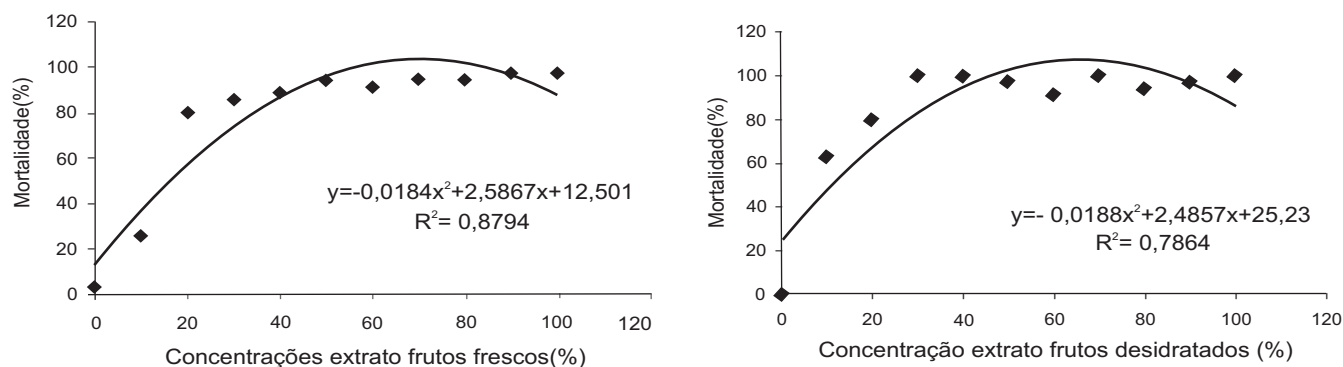 Mortalidade(%)
120
100
80
60
40
20
0
y=-0,0184x²+2,5867x+12,501
R²= 0,8794
0 20 40 60 80 100 120
Concentrações extrato frutos frescos(%)
Mortalidade(%)
120
100
80
60
40
20
0
y=- 0,0188x²+2,4857x+25,23
R²= 0,7864
0 20 40 60 80 100 120
Concentração extrato frutos desidratados (%)